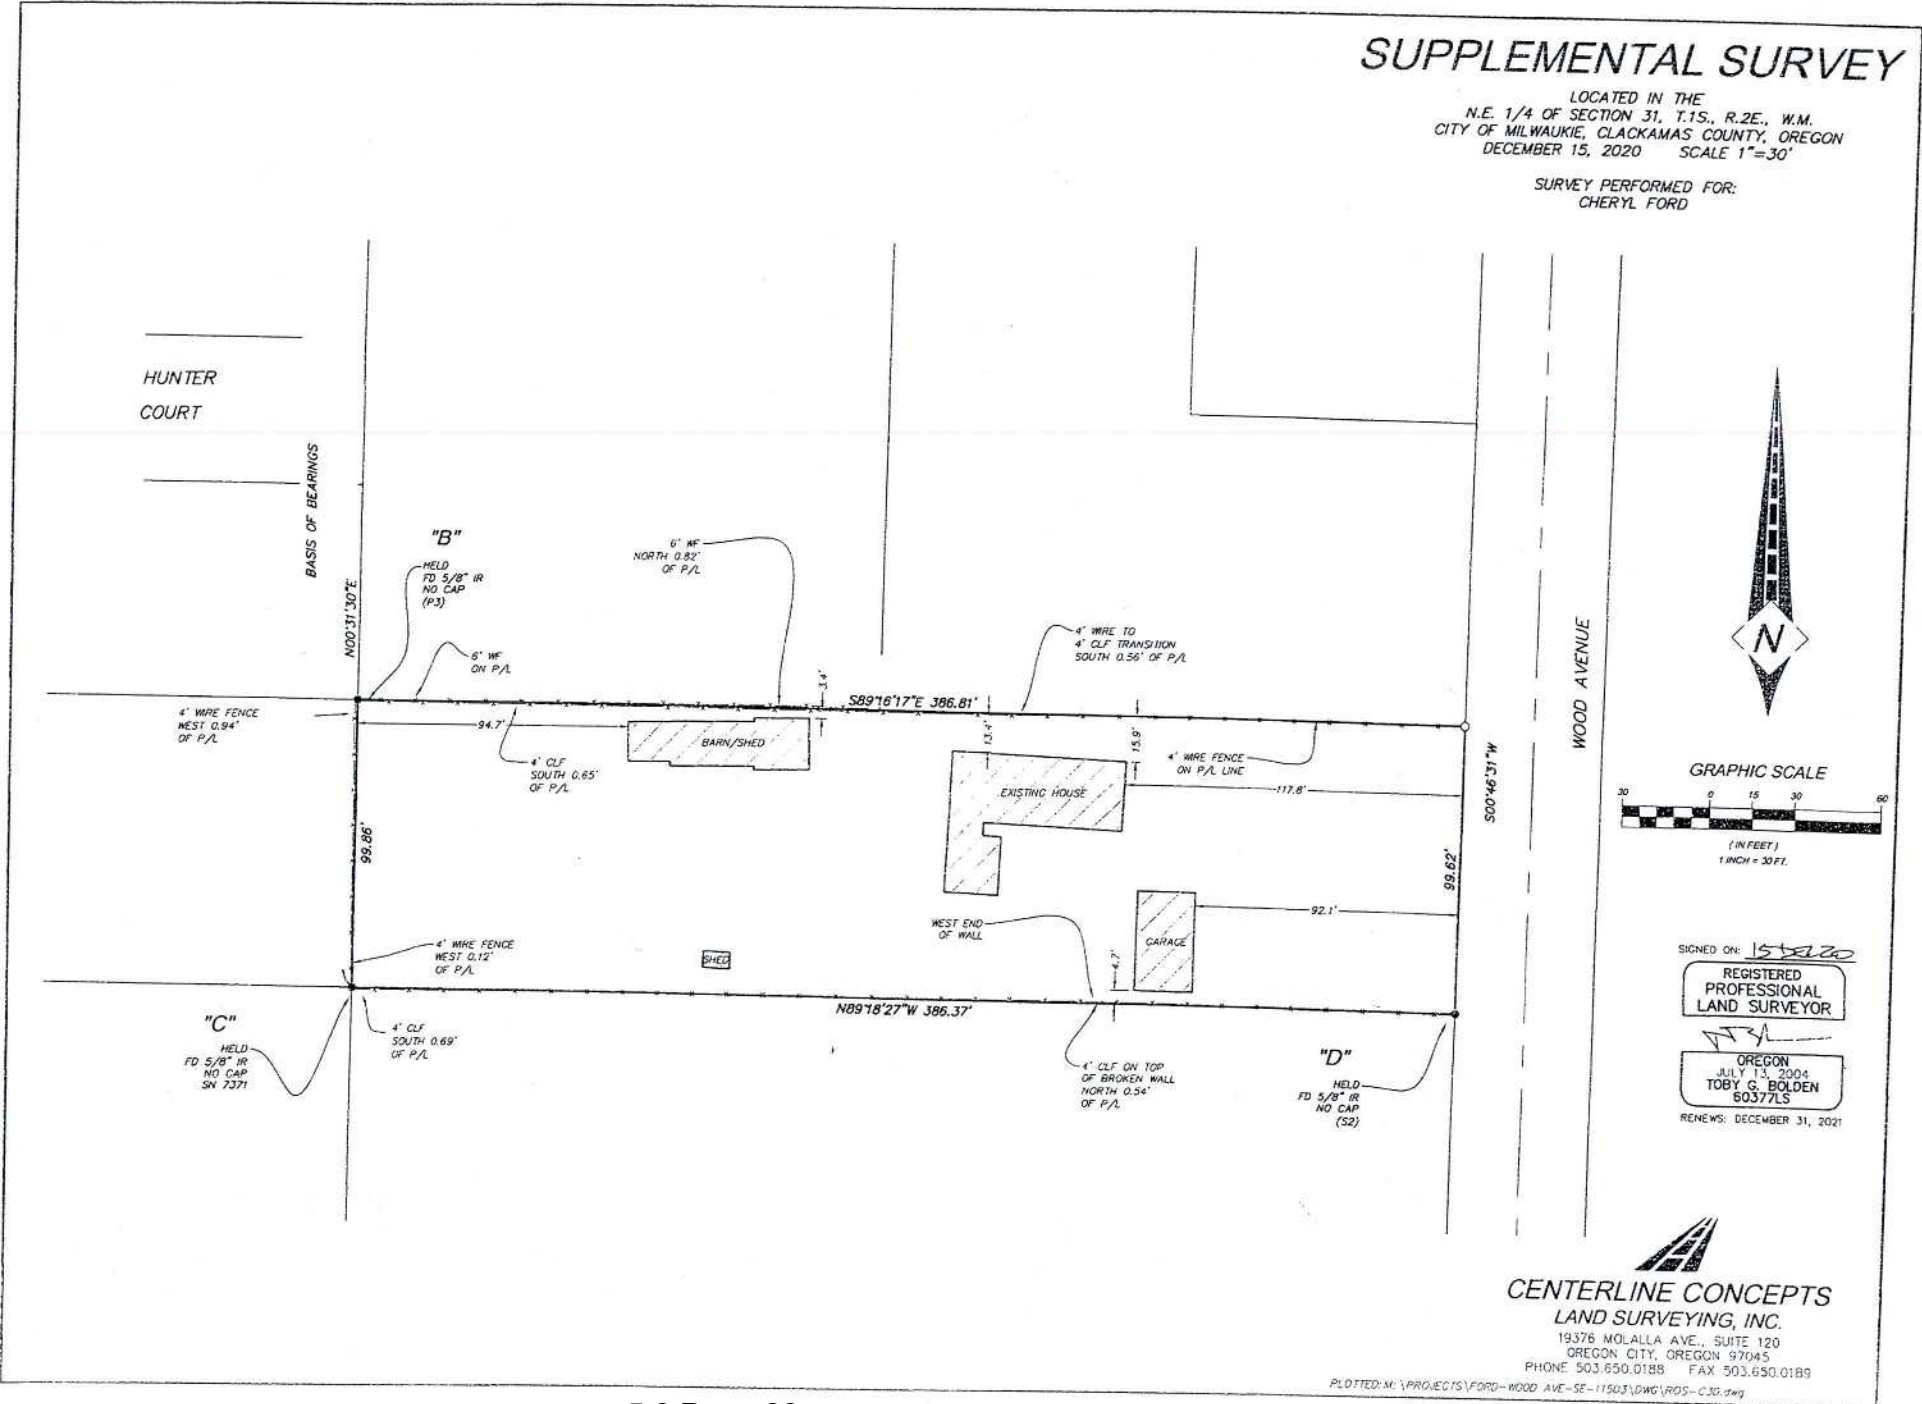 SUPPLEMENTAL SURVEY
LOCATED IN THE
N.E. 1/4 OF SECTION 31, T.1S., R.2E., W.M.
CITY OF MILWAUKIE, CLACKAMAS COUNTY, OREGON
DECEMBER 15, 2020 SCALE 1"=30'
SURVEY PERFORMED FOR:
CHERYL FORD
HUNTER
COURT
BASIS OF BEARINGS
N00°31'30"E
"B"
HELD
FD 5/8" IR
NO CAP
(P3)
6' WF
ON P/L
6' WF
NORTH 0.82'
OF P/L
4' WIRE TO
4' CLF TRANSITION
SOUTH 0.56' OF P/L
4' WIRE FENCE
WEST 0.94'
OF P/L
94.7'
3.4'
S89°16'17"E 386.81'
13.4'
15.9'
4' CLF
SOUTH 0.65'
OF P/L
BARN/SHED
4' WIRE FENCE
ON P/L LINE
EXISTING HOUSE
117.8'
S00°46'31"W
WOOD AVENUE
N
GRAPHIC SCALE
30 0 15 30 60
( IN FEET )
1 INCH = 30 FT.
99.86'
99.62'
92.1'
WEST END
OF WALL
GARAGE
4.7'
SHED
4' WIRE FENCE
WEST 0.12'
OF P/L
N89°18'27"W 386.37'
"C"
HELD
FD 5/8" IR
NO CAP
SN 7371
4' CLF
SOUTH 0.69'
OF P/L
4' CLF ON TOP
OF BROKEN WALL
NORTH 0.54'
OF P/L
"D"
HELD
FD 5/8" IR
NO CAP
(S2)
SIGNED ON:
REGISTERED
PROFESSIONAL
LAND SURVEYOR
OREGON
JULY 13, 2004
TOBY G. BOLDEN
60377LS
RENEWS: DECEMBER 31, 2021
CENTERLINE CONCEPTS
LAND SURVEYING, INC.
19376 MOLALLA AVE., SUITE 120
OREGON CITY, OREGON 97045
PHONE 503.650.0188 FAX 503.650.0189
PLOTTED: M:\PROJECTS\FORD-WOOD AVE-SE-11503\DWG\ROS-C3D.dwg